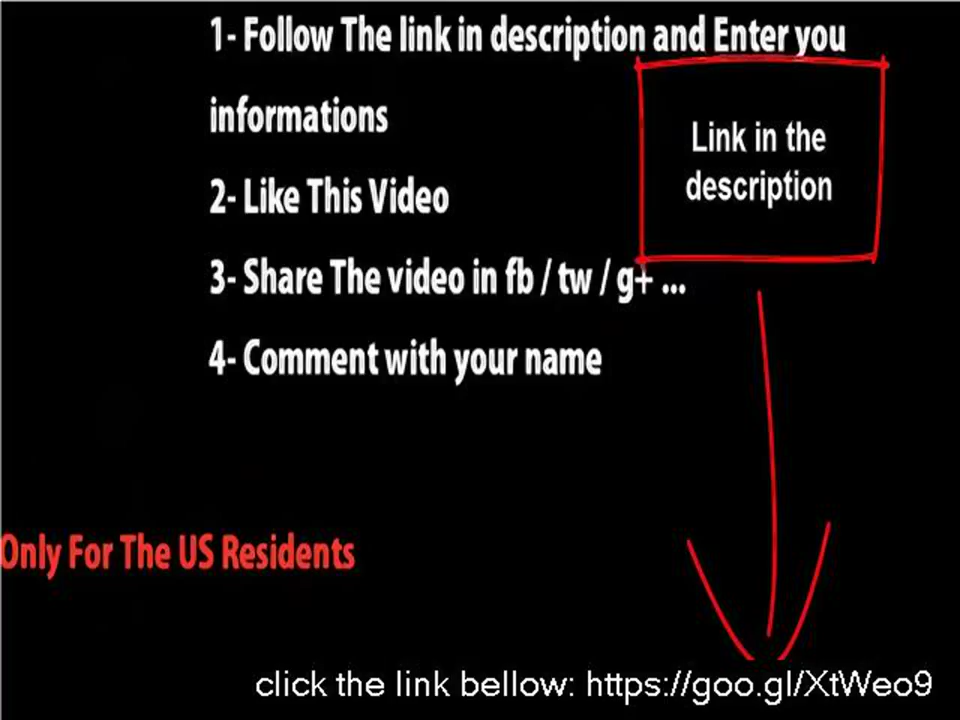 1- Follow The link in description and Enter you
informations
Link in the
description
2- Like This Video
3- Share The video in fb / tw / g+ ...
4- Comment with your name
Only For The US Residents
click the link bellow: https://goo.gl/XtWeo9